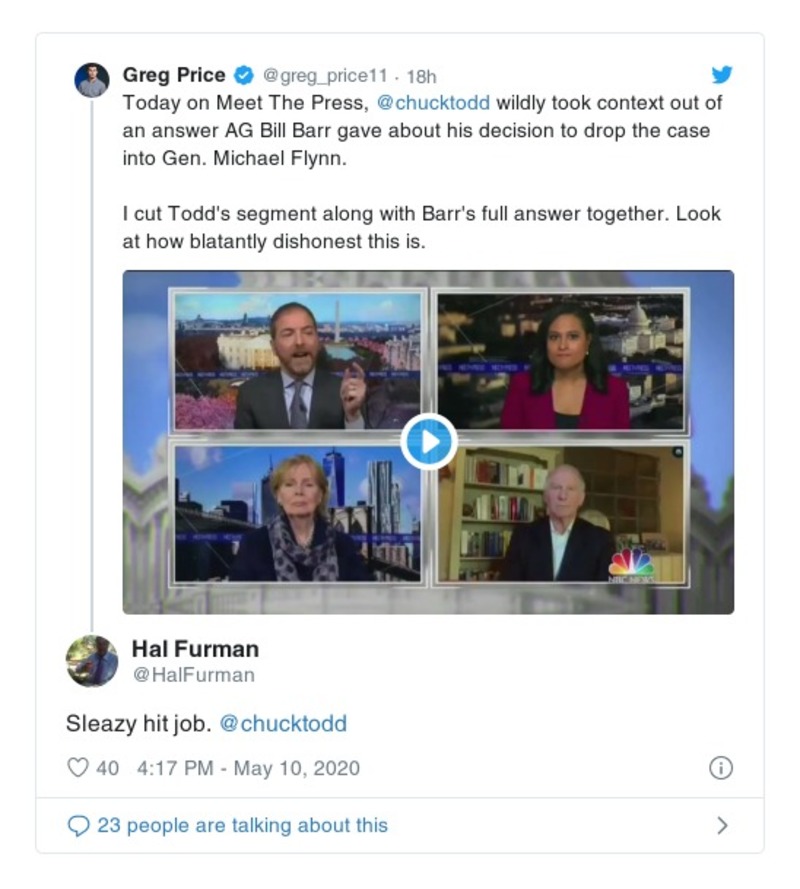 Greg Price @greg_price11 · 18h
Today on Meet The Press, @chucktodd wildly took context out of
an answer AG Bill Barr gave about his decision to drop the case
into Gen. Michael Flynn.
I cut Todd's segment along with Barr's full answer together. Look
at how blatantly dishonest this is.
NBC NEWS
Hal Furman
@HalFurman
Sleazy hit job. @chucktodd
40 4:17 PM - May 10, 2020
23 people are talking about this